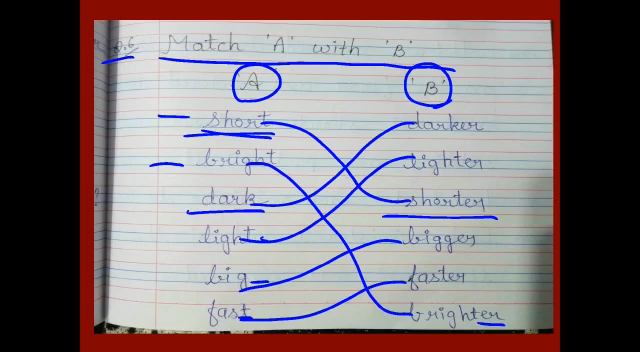 Q.6 Match 'A' with 'B'
A 'B'
short darker
bright lighter
dark shorter
light bigger
big faster
fast brighter